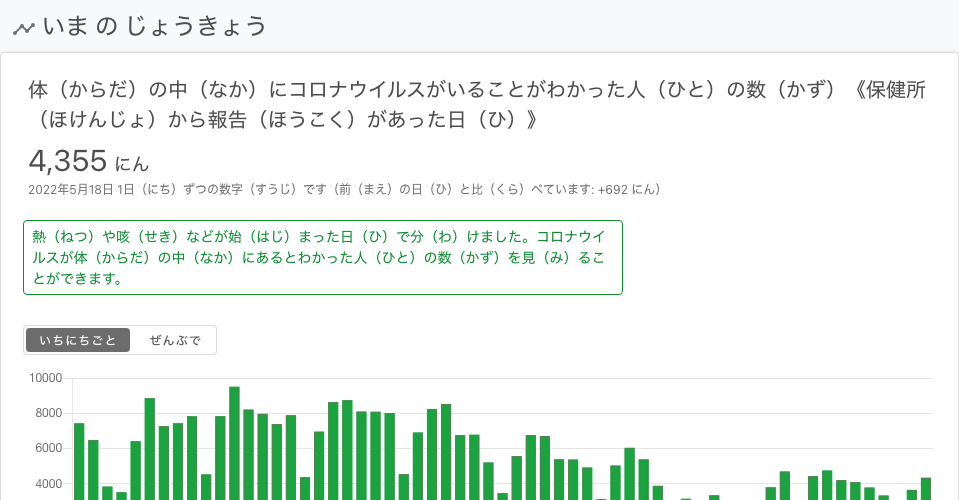 いま の じょうきょう
体（からだ）の中（なか）にコロナウイルスがいることがわかった人（ひと）の数（かず）《保健所
（ほけんじょ）から報告（ほうこく）があった日（ひ）》
4,355 にん
2022年5月18日 1日（にち）ずつの数字（すうじ）です（前（まえ）の日（ひ）と比（くら）べています: +692 にん）
熱（ねつ）や咳（せき）などが始（はじ）まった日（ひ）で分（わ）けました。コロナウイ
ルスが体（からだ）の中（なか）にあるとわかった人（ひと）の数（かず）を見（み）るこ
とができます。
いちにちごと ぜんぶで
10000
8000
6000
4000